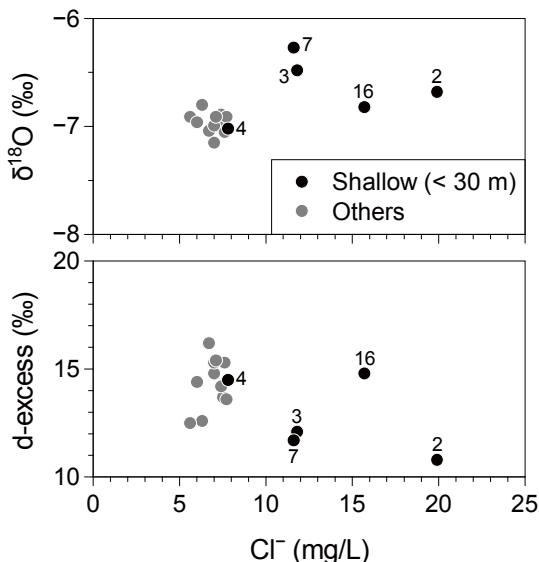 −6
7
3
2
16
δ¹⁸O (‰)
−7
4
Shallow (< 30 m)
Others
−8
20
d-excess (‰)
15
4
16
3
7
2
10
0 5 10 15 20 25
Cl⁻ (mg/L)